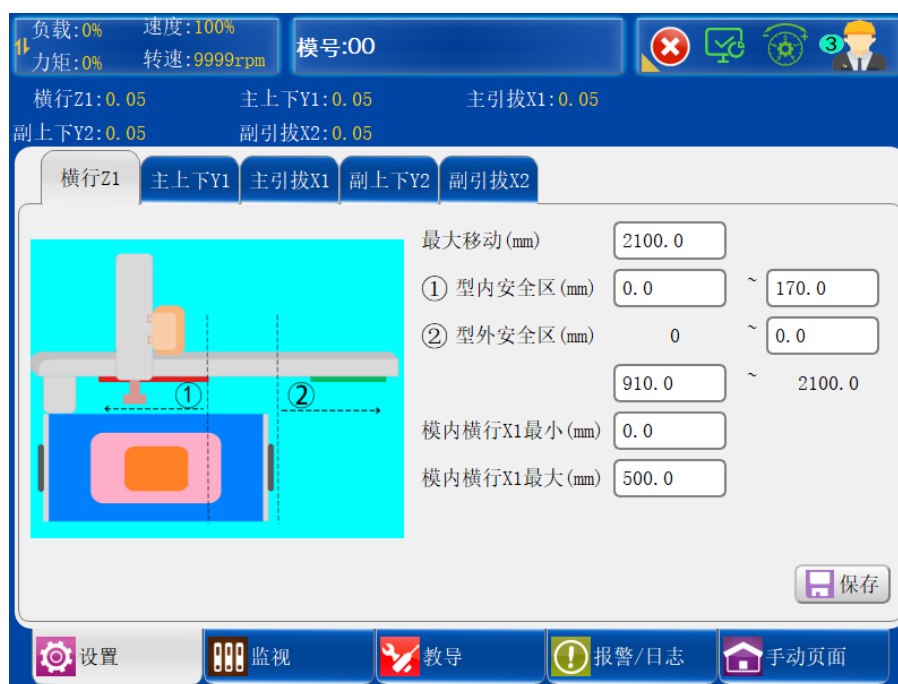 负载:0% 速度:100%
力矩:0% 转速:9999rpm
模号:00
3
横行Z1:0.05 主上下Y1:0.05 主引拔X1:0.05
副上下Y2:0.05 副引拔X2:0.05
横行Z1 主上下Y1 主引拔X1 副上下Y2 副引拔X2
最大移动(mm) 2100.0
① 型内安全区(mm) 0.0 ~ 170.0
② 型外安全区(mm) 0 ~ 0.0
910.0 ~ 2100.0
模内横行X1最小(mm) 0.0
模内横行X1最大(mm) 500.0
① ②
保存
设置 监视 教导 报警/日志 手动页面